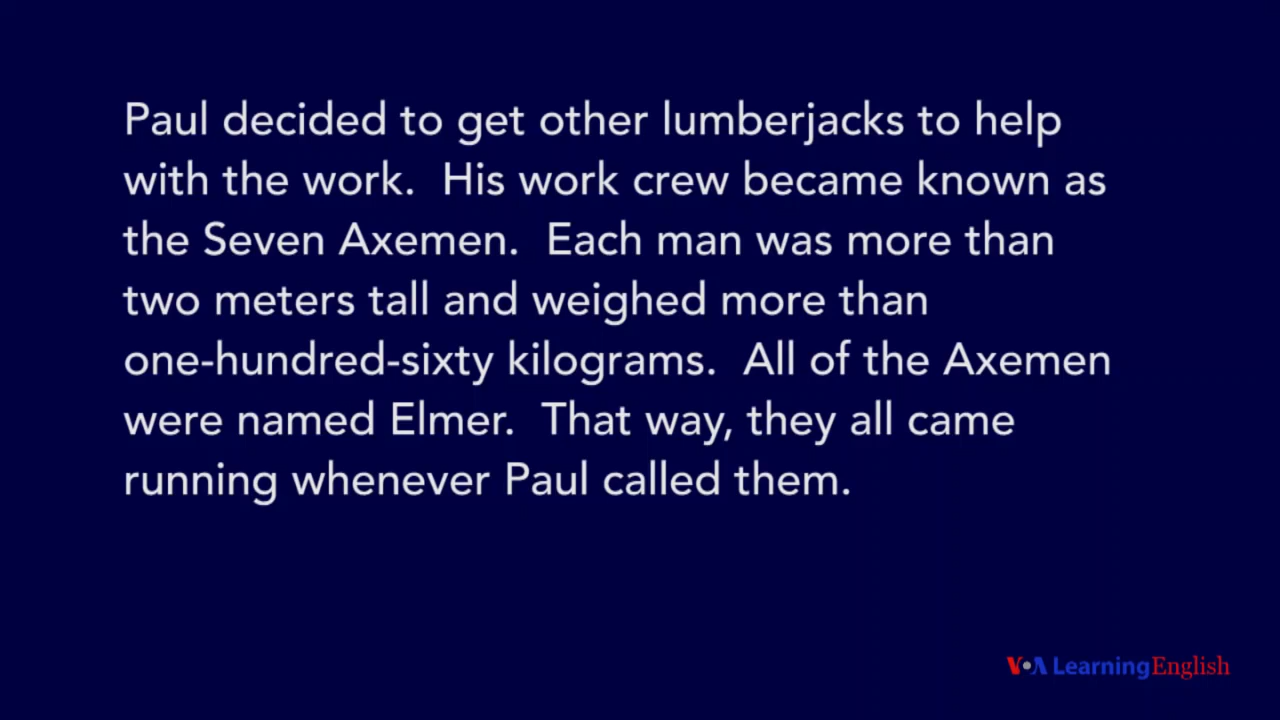 Paul decided to get other lumberjacks to help
with the work.  His work crew became known as
the Seven Axemen.  Each man was more than
two meters tall and weighed more than
one-hundred-sixty kilograms.  All of the Axemen
were named Elmer.  That way, they all came
running whenever Paul called them.
VOA Learning English